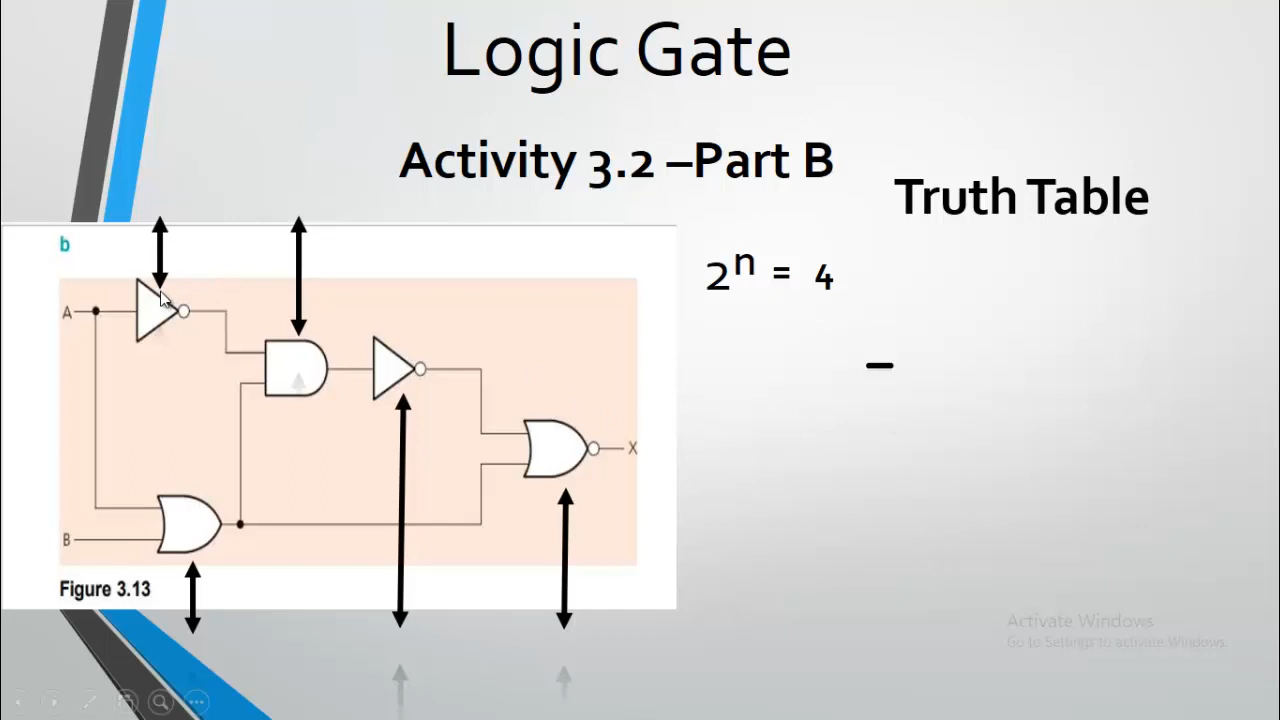 Logic Gate
Activity 3.2 –Part B
Truth Table
b
2ⁿ = 4
A
–
X
B
Figure 3.13
Activate Windows
Go to Settings to activate Windows.